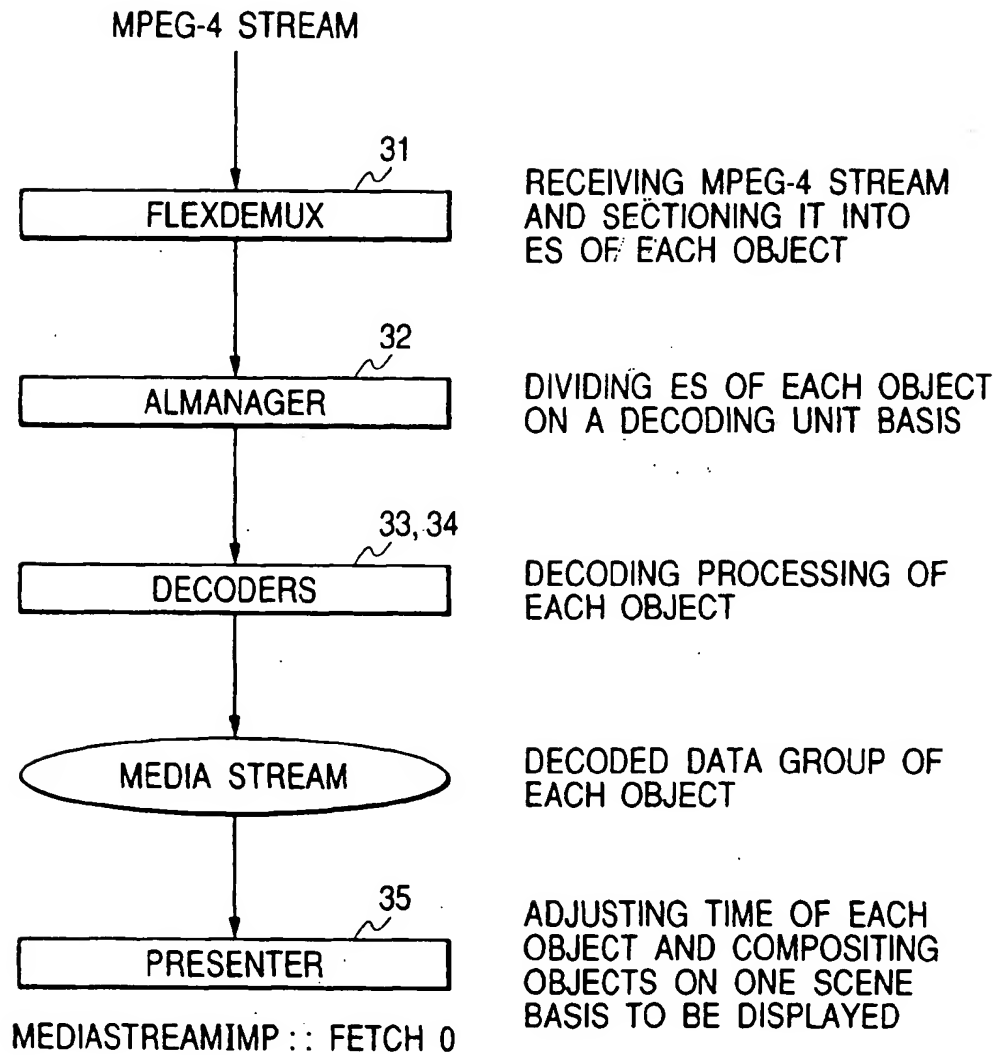 MPEG-4 STREAM
31
FLEXDEMUX
RECEIVING MPEG-4 STREAM
AND SECTIONING IT INTO
ES OF EACH OBJECT
32
ALMANAGER
DIVIDING ES OF EACH OBJECT
ON A DECODING UNIT BASIS
33, 34
DECODERS
DECODING PROCESSING OF
EACH OBJECT
MEDIA STREAM
DECODED DATA GROUP OF
EACH OBJECT
35
PRESENTER
ADJUSTING TIME OF EACH
OBJECT AND COMPOSITING
OBJECTS ON ONE SCENE
BASIS TO BE DISPLAYED
MEDIASTREAMIMP :: FETCH 0